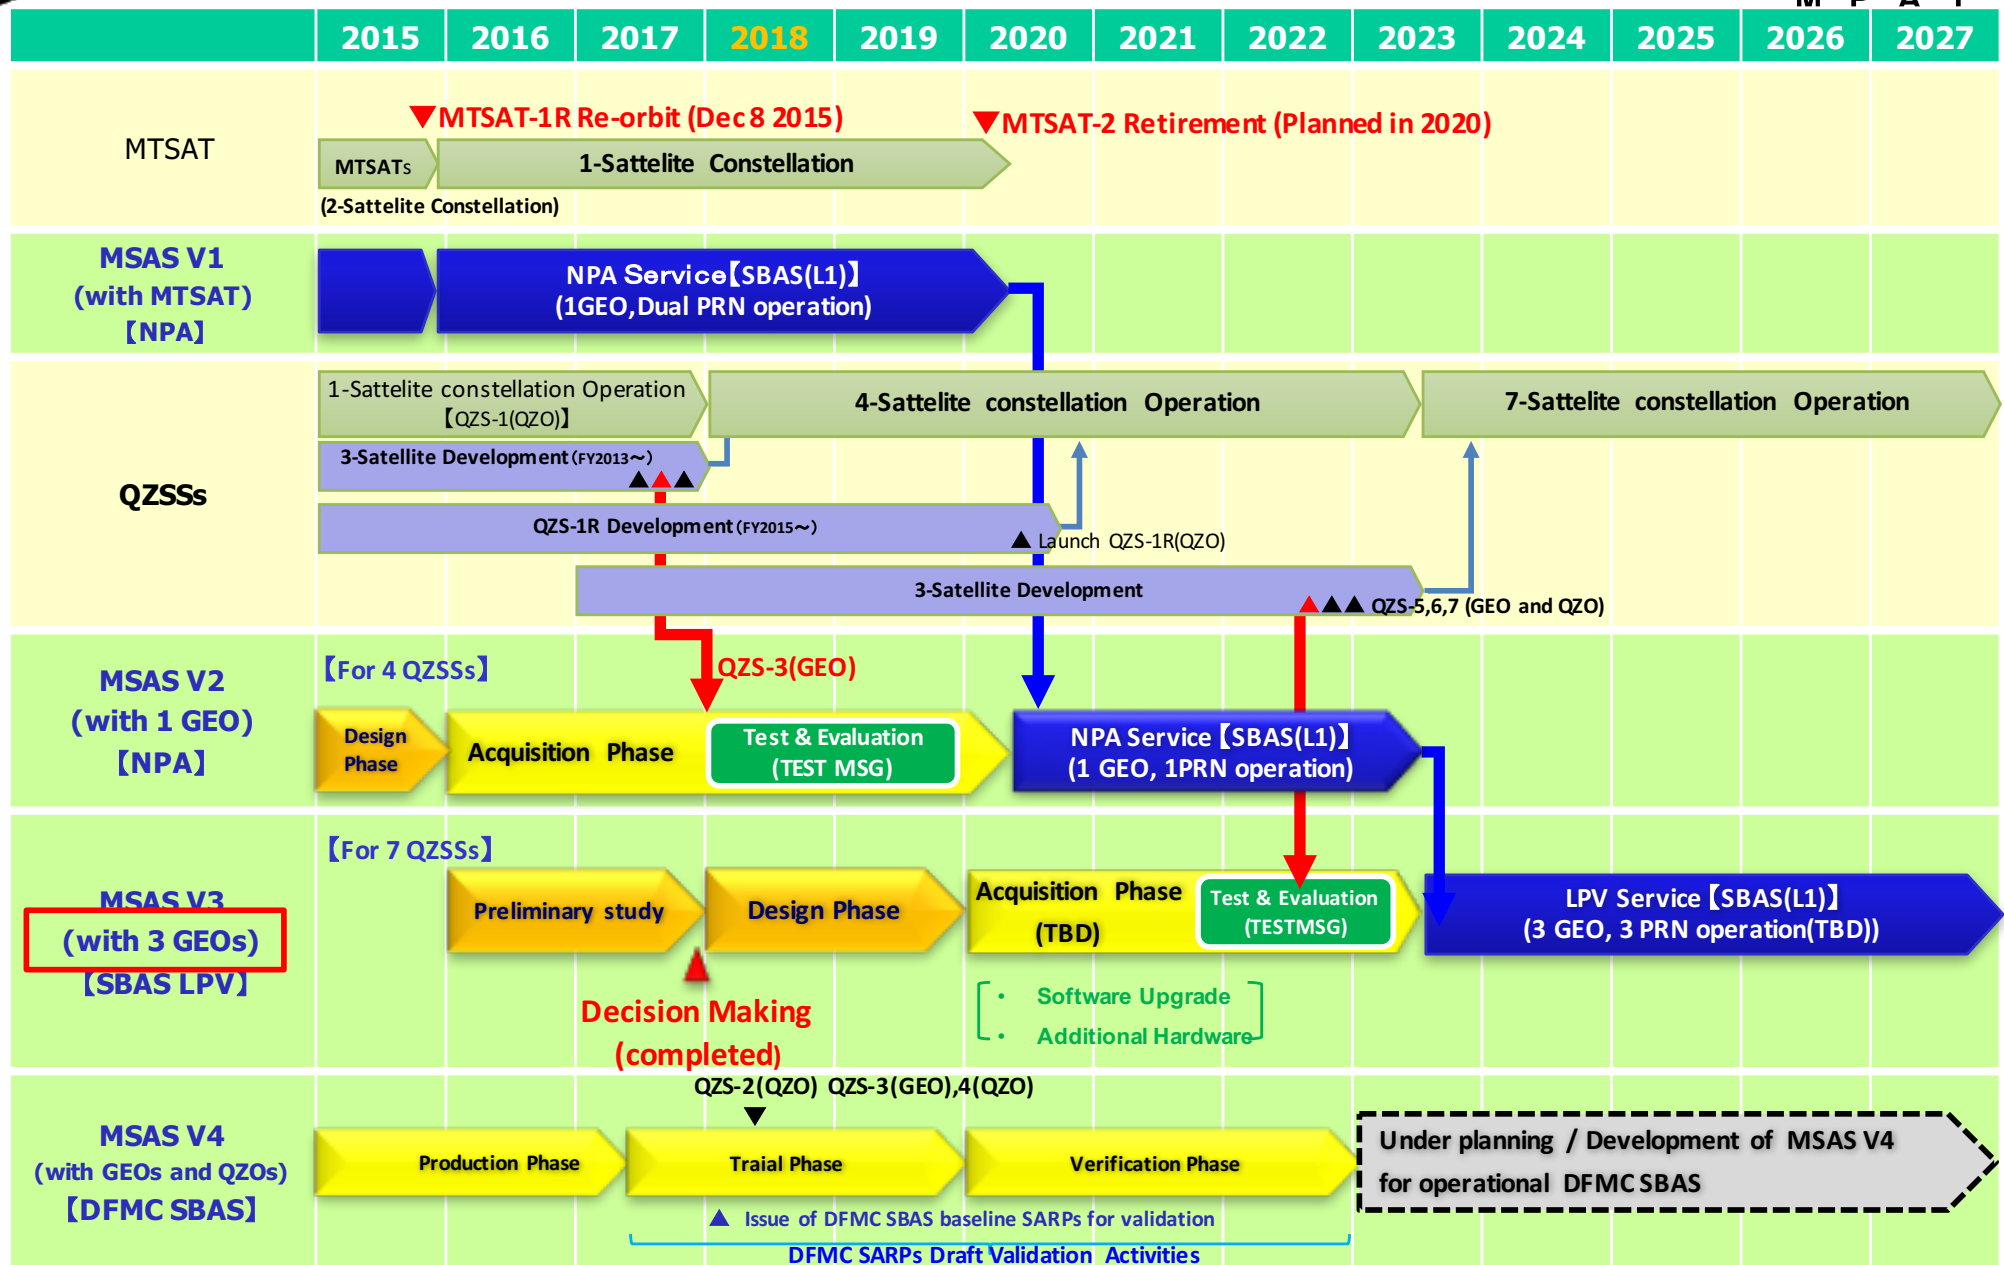 2015 2016 2017 2018 2019 2020 2021 2022 2023 2024 2025 2026 2027
MTSAT
MTSAT-1R Re-orbit (Dec 8 2015)
MTSAT-2 Retirement (Planned in 2020)
MTSATs
1-Sattelite Constellation
(2-Sattelite Constellation)
MSAS V1
(with MTSAT)
【NPA】
NPA Service【SBAS(L1)】
(1GEO,Dual PRN operation)
QZSSs
1-Sattelite constellation Operation
【QZS-1(QZO)】
4-Sattelite constellation Operation
7-Sattelite constellation Operation
3-Satellite Development(FY2013～)
QZS-1R Development(FY2015～)
Launch QZS-1R(QZO)
3-Satellite Development
QZS-5,6,7 (GEO and QZO)
MSAS V2
(with 1 GEO)
【NPA】
【For 4 QZSSs】
QZS-3(GEO)
Design
Phase
Acquisition Phase
Test & Evaluation
(TEST MSG)
NPA Service【SBAS(L1)】
(1 GEO, 1PRN operation)
MSAS V3
(with 3 GEOs)
【SBAS LPV】
【For 7 QZSSs】
Preliminary study
Design Phase
Acquisition Phase
(TBD)
Test & Evaluation
(TESTMSG)
LPV Service【SBAS(L1)】
(3 GEO, 3 PRN operation(TBD))
Decision Making
(completed)
• Software Upgrade
• Additional Hardware
MSAS V4
(with GEOs and QZOs)
【DFMC SBAS】
QZS-2(QZO) QZS-3(GEO),4(QZO)
Production Phase
Traial Phase
Verification Phase
Under planning / Development of MSAS V4
for operational DFMC SBAS
Issue of DFMC SBAS baseline SARPs for validation
DFMC SARPs Draft Validation Activities